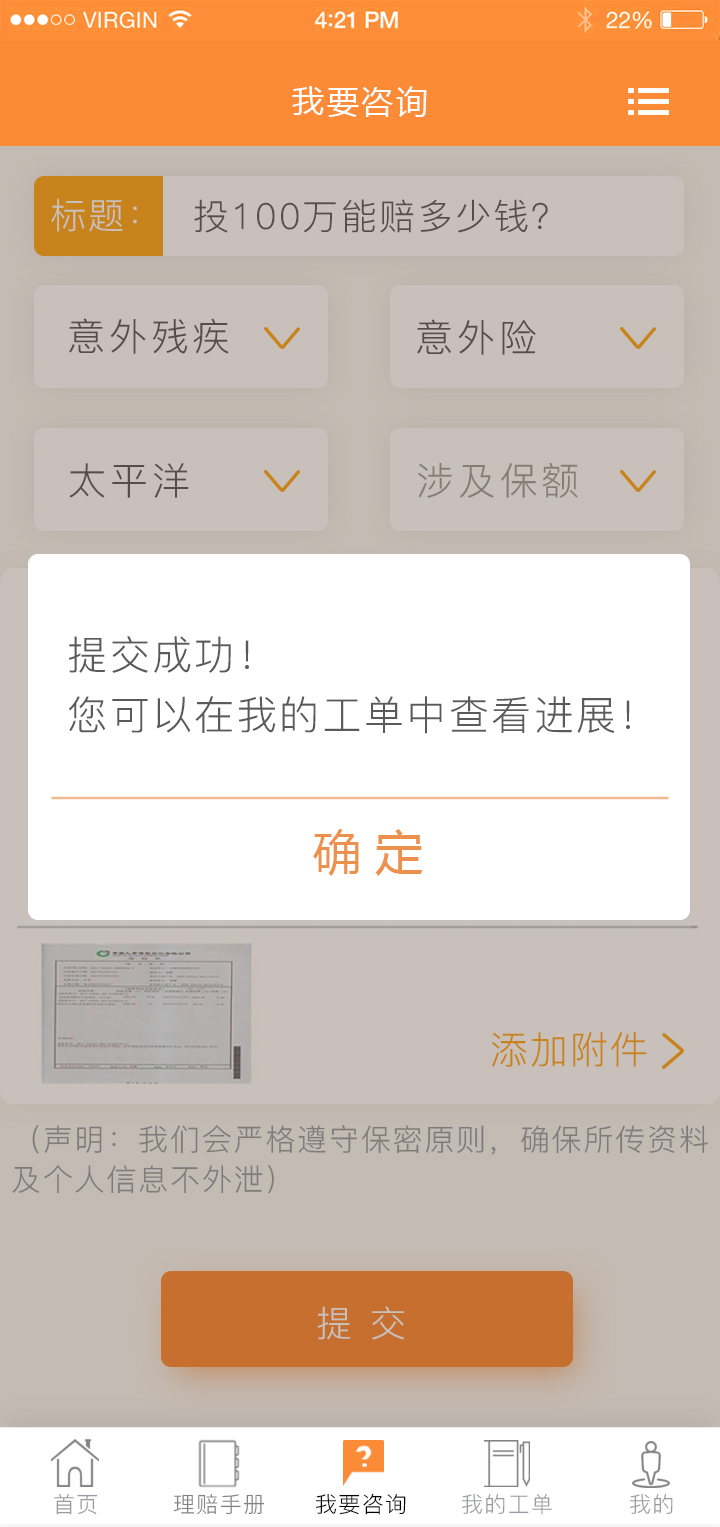 VIRGIN 4:21 PM 22%
我要咨询
标题： 投100万能赔多少钱?
意外残疾 意外险
太平洋 涉及保额
提交成功!
您可以在我的工单中查看进展!
确定
添加附件
（声明：我们会严格遵守保密原则，确保所传资料
及个人信息不外泄）
提交
首页 理赔手册 我要咨询 我的工单 我的